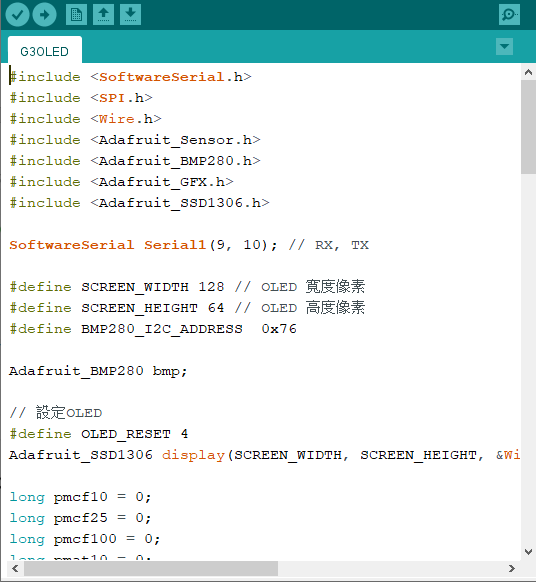 G3OLED
#include <SoftwareSerial.h>
#include <SPI.h>
#include <Wire.h>
#include <Adafruit_Sensor.h>
#include <Adafruit_BMP280.h>
#include <Adafruit_GFX.h>
#include <Adafruit_SSD1306.h>
SoftwareSerial Serial1(9, 10); // RX, TX
#define SCREEN_WIDTH 128 // OLED 寬度像素
#define SCREEN_HEIGHT 64 // OLED 高度像素
#define BMP280_I2C_ADDRESS  0x76
Adafruit_BMP280 bmp;
// 設定OLED
#define OLED_RESET 4
Adafruit_SSD1306 display(SCREEN_WIDTH, SCREEN_HEIGHT, &Wi
long pmcf10 = 0;
long pmcf25 = 0;
long pmcf100 = 0;
long pmat10 = 0;